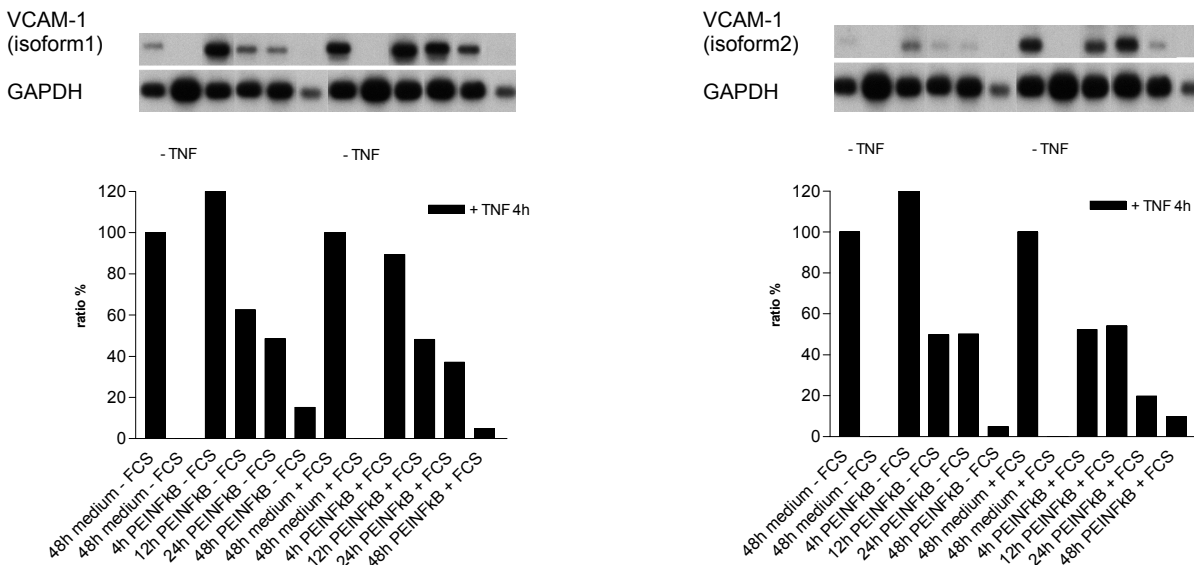 VCAM-1
(isoform1)
GAPDH
- TNF
- TNF
+ TNF 4h
ratio %
120
100
80
60
40
20
0
48h medium - FCS
48h medium - FCS
4h PEINFkB - FCS
12h PEINFkB - FCS
24h PEINFkB - FCS
48h PEINFkB - FCS
48h medium + FCS
48h medium + FCS
4h PEINFkB + FCS
12h PEINFkB + FCS
24h PEINFkB + FCS
48h PEINFkB + FCS
VCAM-1
(isoform2)
GAPDH
- TNF
- TNF
+ TNF 4h
ratio %
120
100
80
60
40
20
0
48h medium - FCS
48h medium - FCS
4h PEINFkB - FCS
12h PEINFkB - FCS
24h PEINFkB - FCS
48h PEINFkB - FCS
48h medium + FCS
48h medium + FCS
4h PEINFkB + FCS
12h PEINFkB + FCS
24h PEINFkB + FCS
48h PEINFkB + FCS